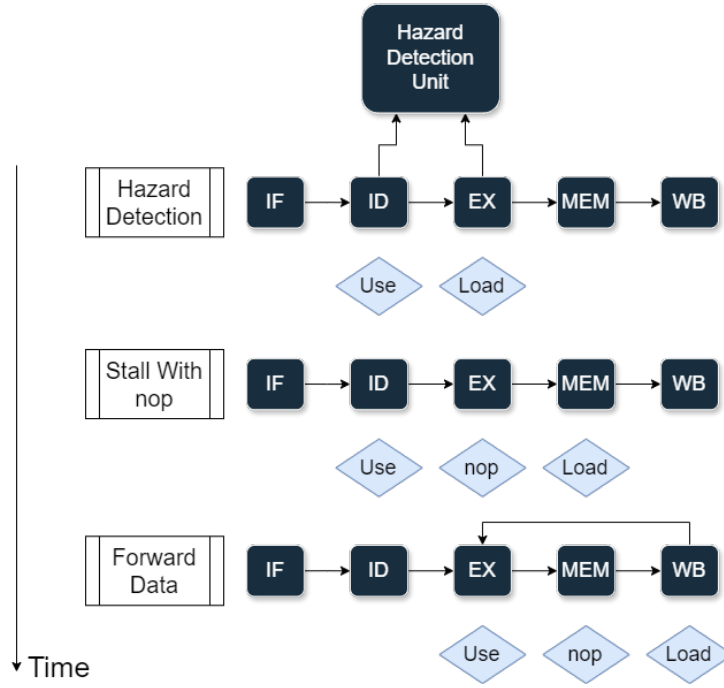 Hazard
Detection
Unit
Hazard
Detection
IF
ID
EX
MEM
WB
Use
Load
Stall With
nop
IF
ID
EX
MEM
WB
Use
nop
Load
Forward
Data
IF
ID
EX
MEM
WB
Use
nop
Load
Time